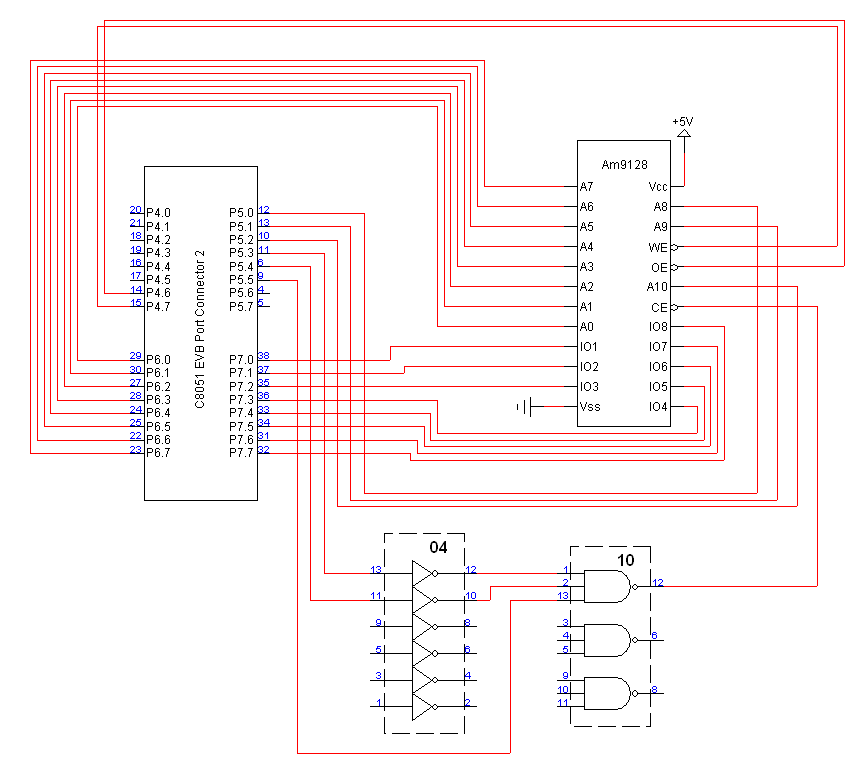 +5V
Am9128
A7 Vcc
A6 A8
A5 A9
A4 WE
A3 OE
A2 A10
A1 CE
A0 IO8
IO1 IO7
IO2 IO6
IO3 IO5
Vss IO4
C8051 EVB Port Connector 2
20 P4.0 P5.0 12
21 P4.1 P5.1 13
18 P4.2 P5.2 10
19 P4.3 P5.3 11
16 P4.4 P5.4 6
17 P4.5 P5.5 9
14 P4.6 P5.6 4
15 P4.7 P5.7 5
29 P6.0 P7.0 38
30 P6.1 P7.1 37
27 P6.2 P7.2 35
28 P6.3 P7.3 36
24 P6.4 P7.4 33
25 P6.5 P7.5 34
22 P6.6 P7.6 31
23 P6.7 P7.7 32
04
13 12
11 10
9 8
5 6
3 4
1 2
10
1
2 12
13
3
4 6
5
9
10 8
11